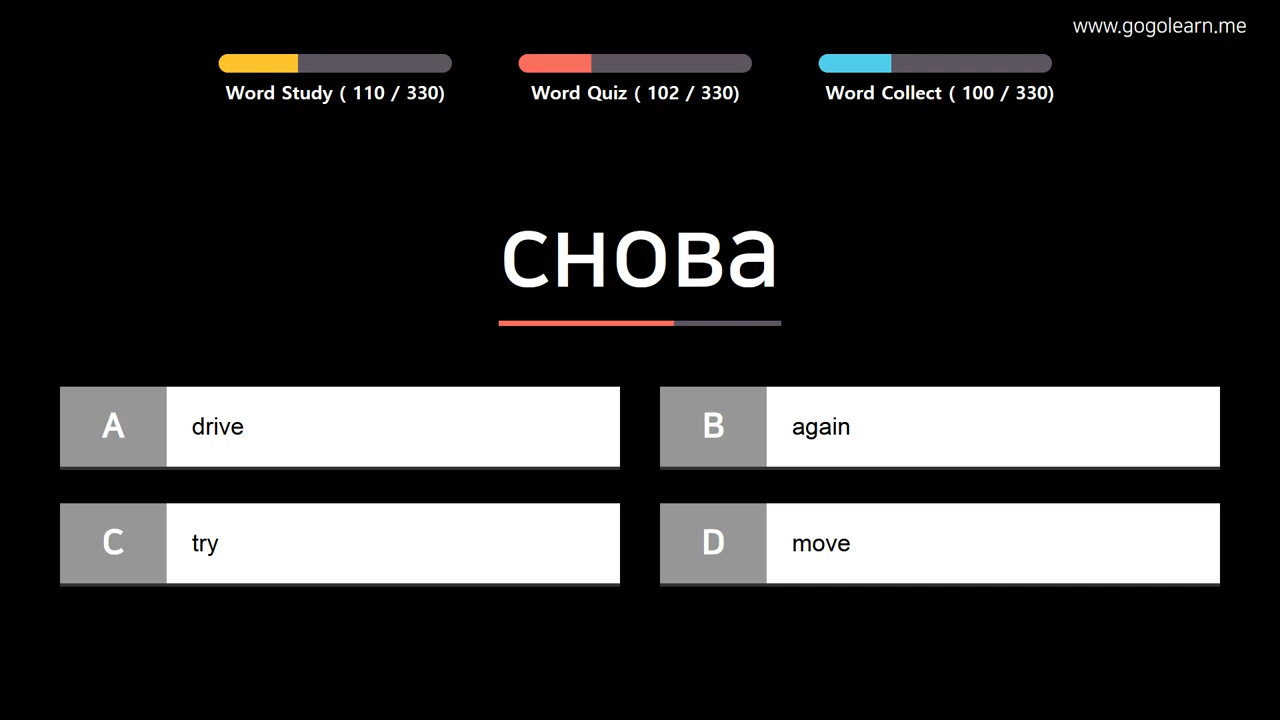 www.gogolearn.me
Word Study ( 110 / 330)
Word Quiz ( 102 / 330)
Word Collect ( 100 / 330)
снова
A drive
B again
C try
D move